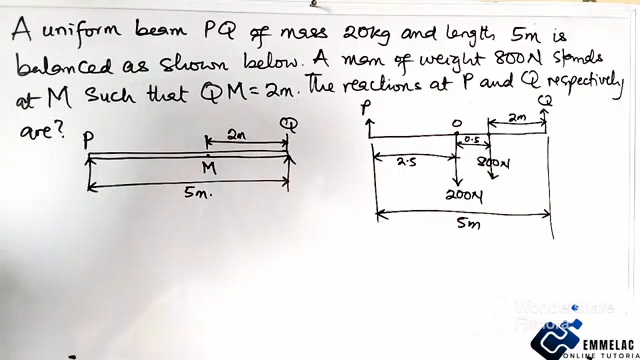 A uniform beam PQ of mass 20kg and length 5m is
balanced as shown below. A man of weight 800N stands
at M such that QM = 2m. The reactions at P and Q respectively
are?
P
2m
Q
M
5m.
P
O
2m
Q
0.5
2.5
800N
200N
5m
Wondershare
Filmora
EMMELAC
ONLINE TUTORIA